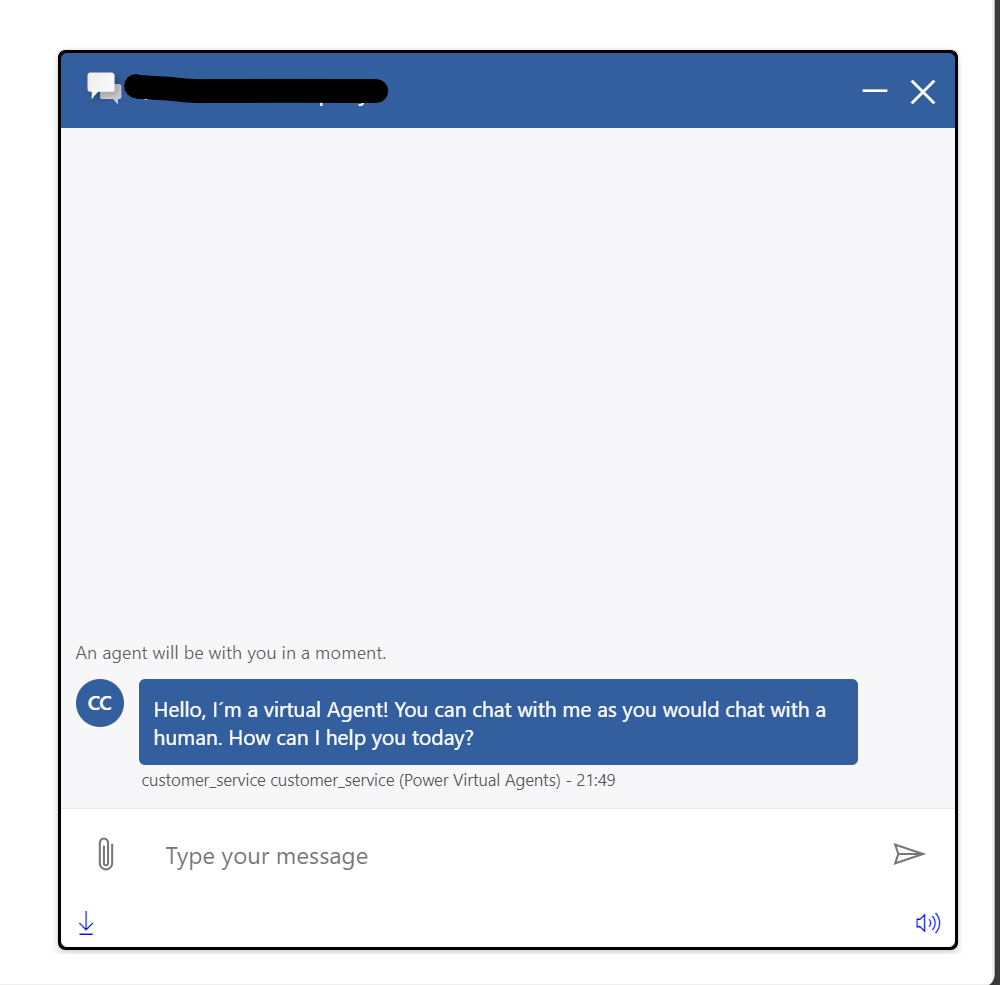 An agent will be with you in a moment.
CC
Hello, I´m a virtual Agent! You can chat with me as you would chat with a
human. How can I help you today?
customer_service customer_service (Power Virtual Agents) - 21:49
Type your message